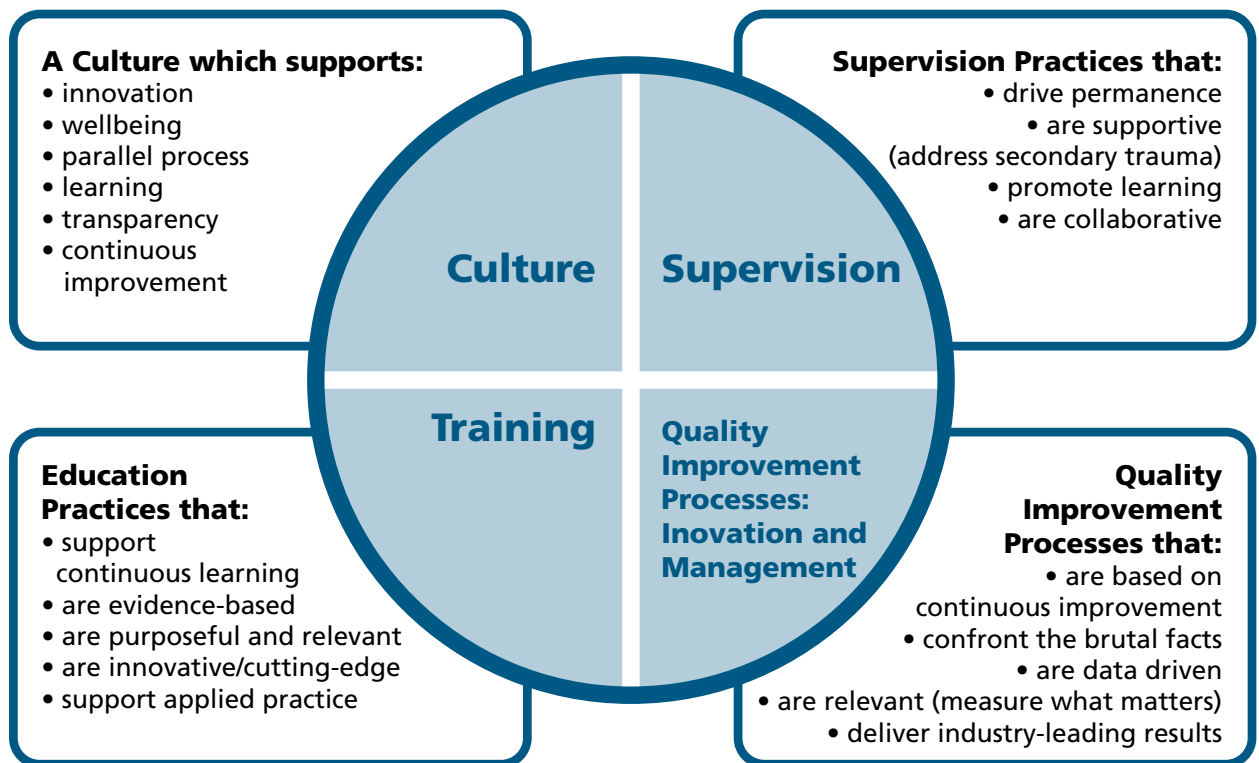 A Culture which supports:
• innovation
• wellbeing
• parallel process
• learning
• transparency
• continuous
improvement
Supervision Practices that:
• drive permanence
• are supportive
(address secondary trauma)
• promote learning
• are collaborative
Culture
Supervision
Training
Quality
Improvement
Processes:
Inovation and
Management
Education
Practices that:
• support
continuous learning
• are evidence-based
• are purposeful and relevant
• are innovative/cutting-edge
• support applied practice
Quality
Improvement
Processes that:
• are based on
continuous improvement
• confront the brutal facts
• are data driven
• are relevant (measure what matters)
• deliver industry-leading results